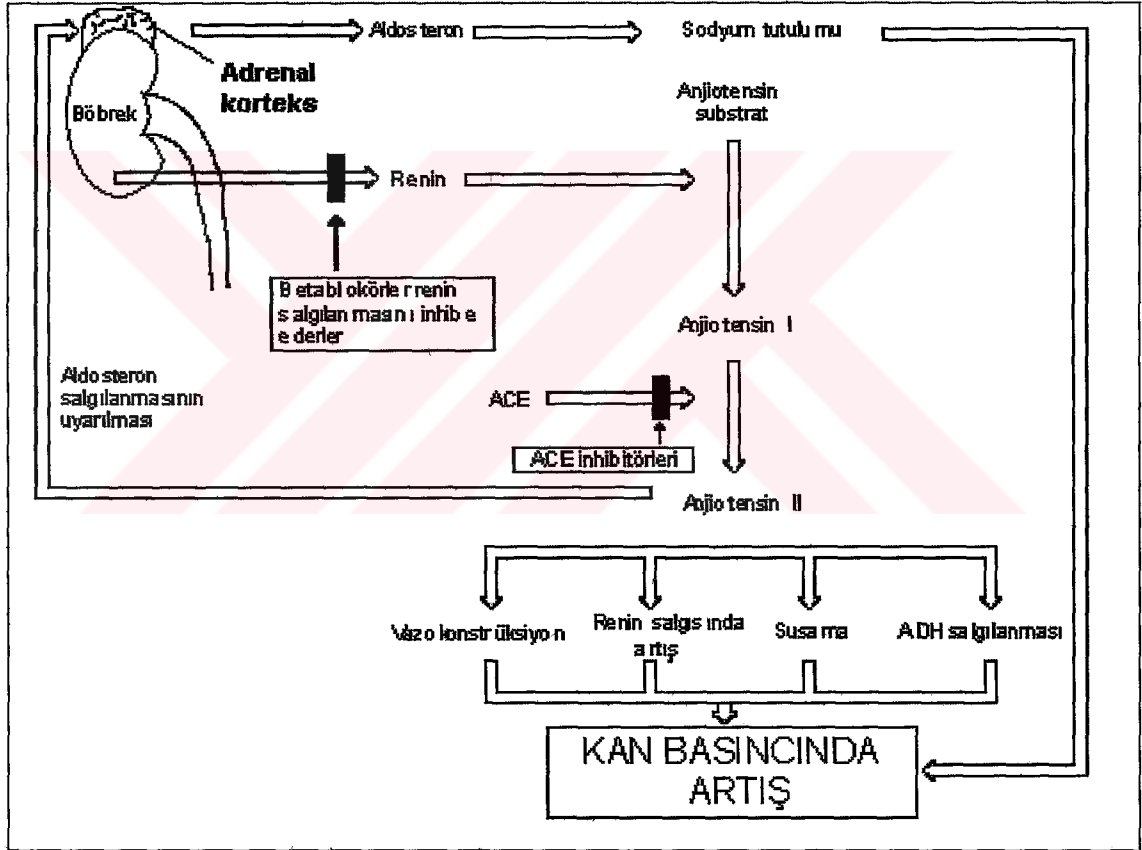 Aldosteron
Sodyum tutulumu
Adrenal
korteks
Böbrek
Anjiotensin
substrat
Renin
Betablokörler renin
salgılanmasını inhibe
ederler
Anjiotensin I
Aldosteron
salgılanmasının
uyarılması
ACE
ACE inhibitörleri
Anjiotensin II
Vazokonstrüksiyon
Renin salgısında
artış
Susama
ADH salgılanması
KAN BASINCINDA
ARTIŞ